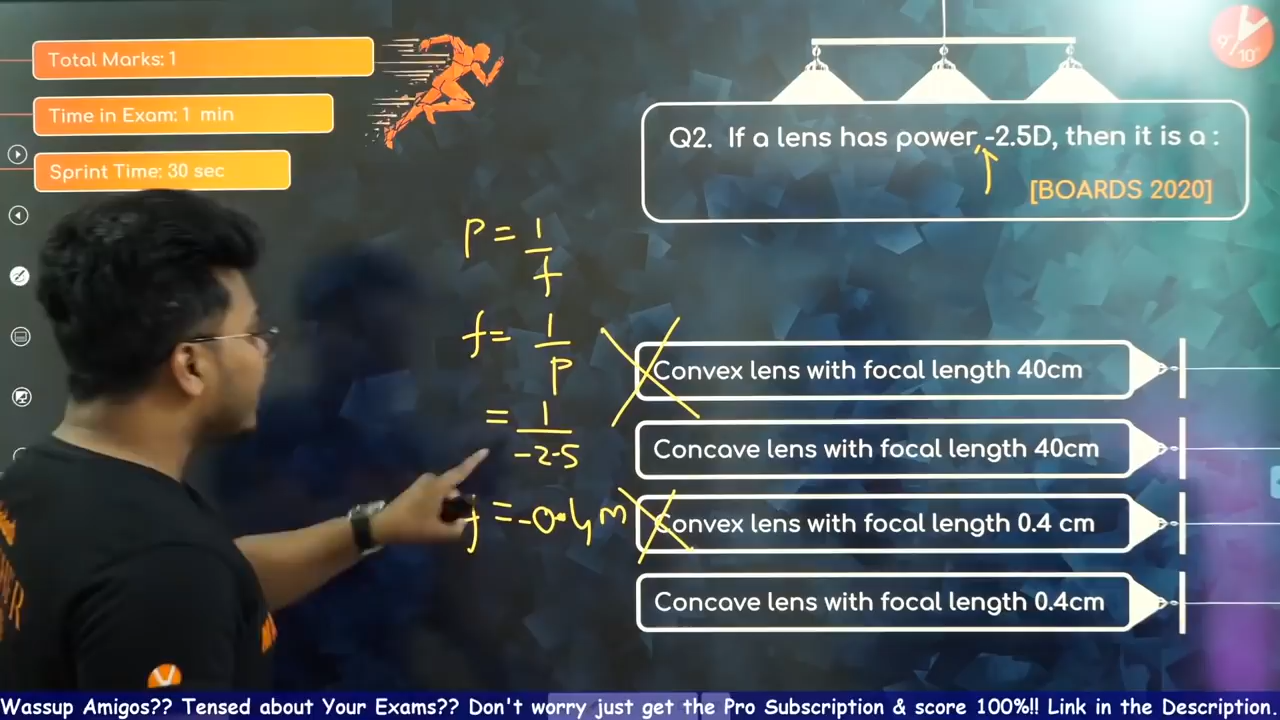 Total Marks: 1
Time in Exam: 1 min
Sprint Time: 30 sec
9 10
Q2. If a lens has power, -2.5D, then it is a :
[BOARDS 2020]
P = 1/f
f = 1/P
= 1/-2.5
f = -0.4 m
Convex lens with focal length 40cm
Concave lens with focal length 40cm
Convex lens with focal length 0.4 cm
Concave lens with focal length 0.4cm
Wassup Amigos?? Tensed about Your Exams?? Don't worry just get the Pro Subscription & score 100%!! Link in the Description.